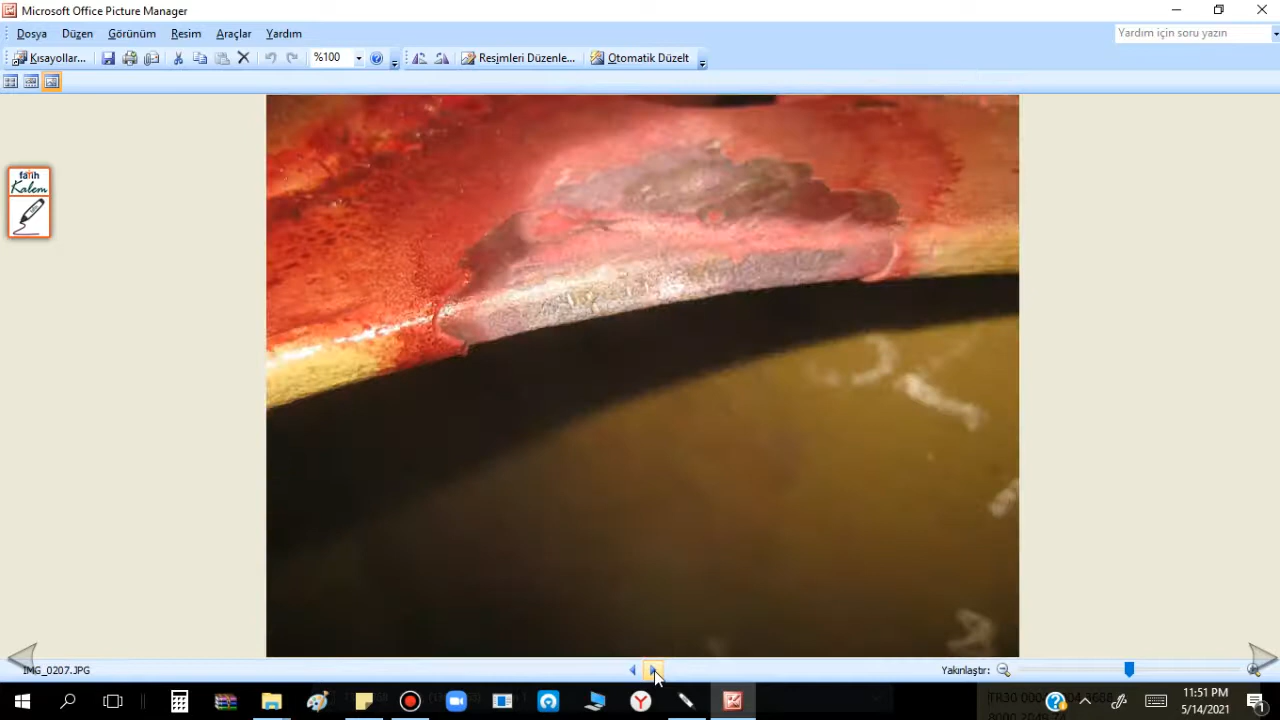 Microsoft Office Picture Manager
Dosya Düzen Görünüm Resim Araçlar Yardım
Yardım için soru yazın
Kısayollar... %100 Resimleri Düzenle... Otomatik Düzelt
fatih
Kalem
IMG_0207.JPG
Yakınlaştır:
11:51 PM
5/14/2021